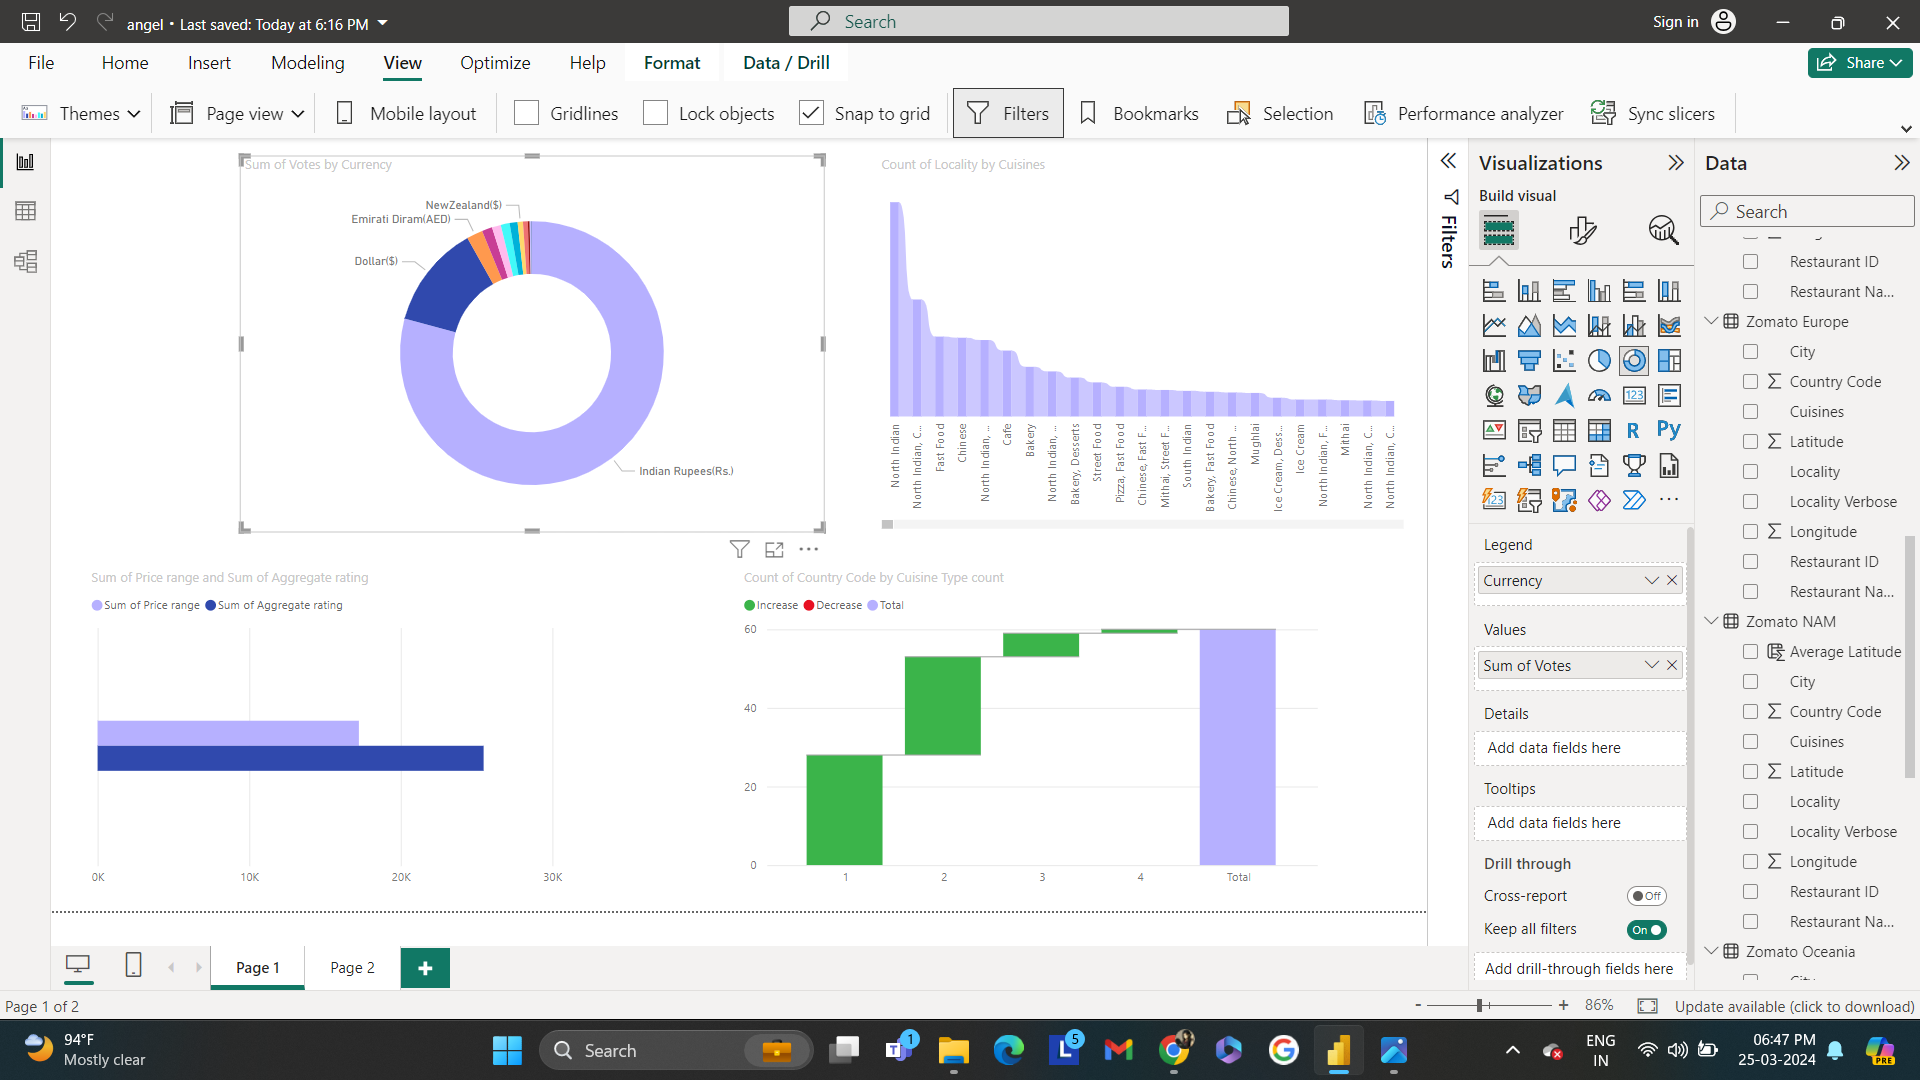 angel • Last saved: Today at 6:16 PM
Search
Sign in
File Home Insert Modeling View Optimize Help Format Data / Drill
Share
Themes Page view Mobile layout Gridlines Lock objects Snap to grid Filters Bookmarks Selection Performance analyzer Sync slicers
Sum of Votes by Currency
NewZealand($)
Emirati Diram(AED)
Dollar($)
Indian Rupees(Rs.)
Count of Locality by Cuisines
North Indian
North Indian, C...
Fast Food
Chinese
North Indian, ...
Cafe
Bakery
North Indian, ...
Bakery, Desserts
Street Food
Pizza, Fast Food
Chinese, Fast F...
Mithai, Street F...
South Indian
Bakery, Fast Food
Chinese, North ...
Mughlai
Ice Cream, Dess...
Ice Cream
North Indian, F...
Mithai
North Indian, C...
North Indian, C...
Sum of Price range and Sum of Aggregate rating
Sum of Price range Sum of Aggregate rating
0K 10K 20K 30K
Count of Country Code by Cuisine Type count
Increase Decrease Total
60
40
20
0
1 2 3 4 Total
Filters
Visualizations
Build visual
123
R
Py
123
Legend
Currency
Values
Sum of Votes
Details
Add data fields here
Tooltips
Add data fields here
Drill through
Cross-report
Off
Keep all filters
On
Add drill-through fields here
Data
Search
Restaurant ID
Restaurant Na...
Zomato Europe
City
Country Code
Cuisines
Latitude
Locality
Locality Verbose
Longitude
Restaurant ID
Restaurant Na...
Zomato NAM
Average Latitude
City
Country Code
Cuisines
Latitude
Locality
Locality Verbose
Longitude
Restaurant ID
Restaurant Na...
Zomato Oceania
Page 1 Page 2 +
Page 1 of 2
- + 86%
Update available (click to download)
94°F
Mostly clear
Search
1
5
L
ENG
IN
06:47 PM
25-03-2024
PRE